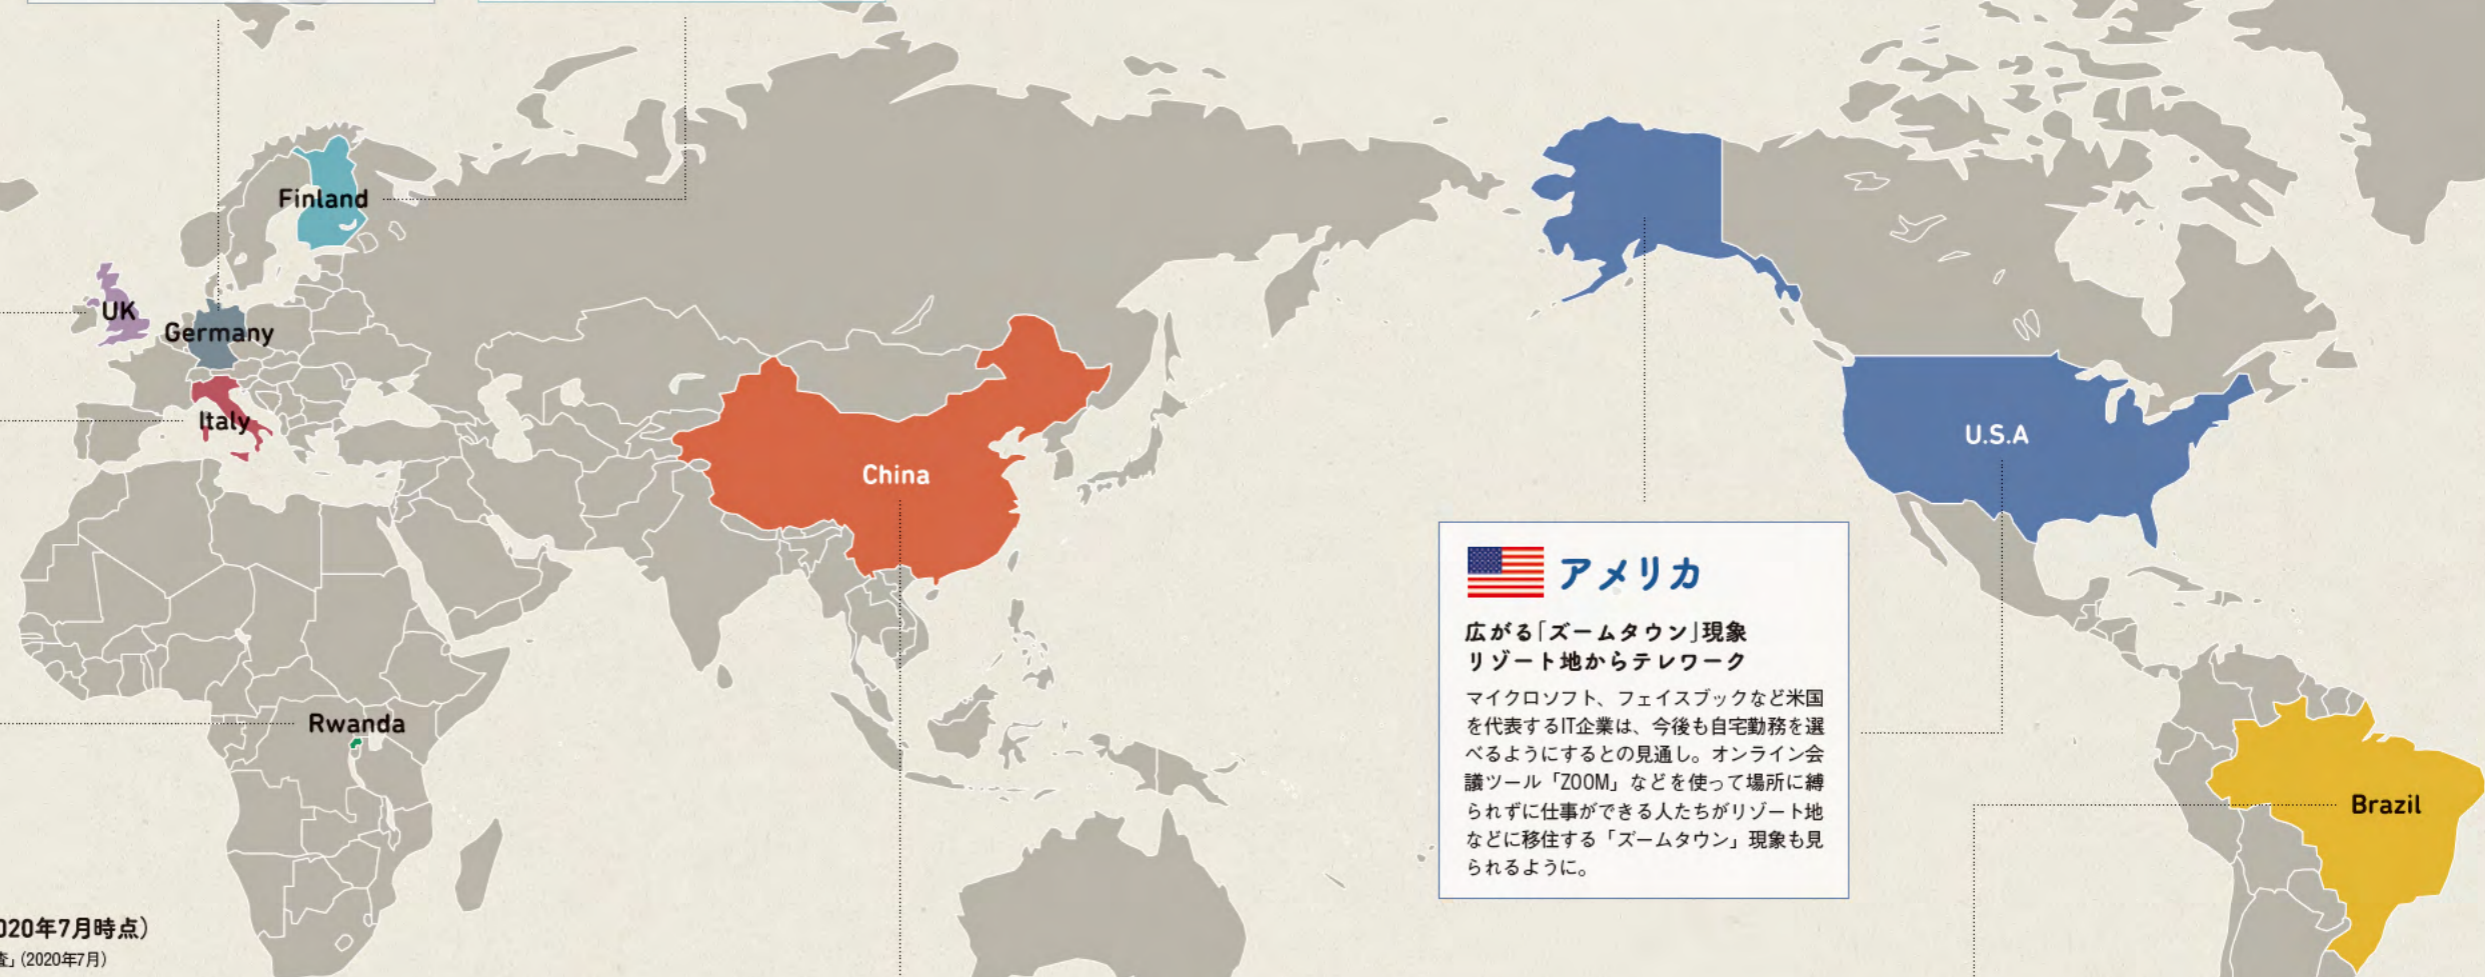 Finland
UK
Germany
Italy
China
U.S.A
アメリカ
広がる「ズームタウン」現象
リゾート地からテレワーク
マイクロソフト、フェイスブックなど米国
を代表するIT企業は、今後も自宅勤務を選
べるようにするとの見通し。オンライン会
議ツール「ZOOM」などを使って場所に縛
られずに仕事ができる人たちがリゾート地
などに移住する「ズームタウン」現象も見
られるように。
Rwanda
Brazil
020年7月時点）
査」（2020年7月）